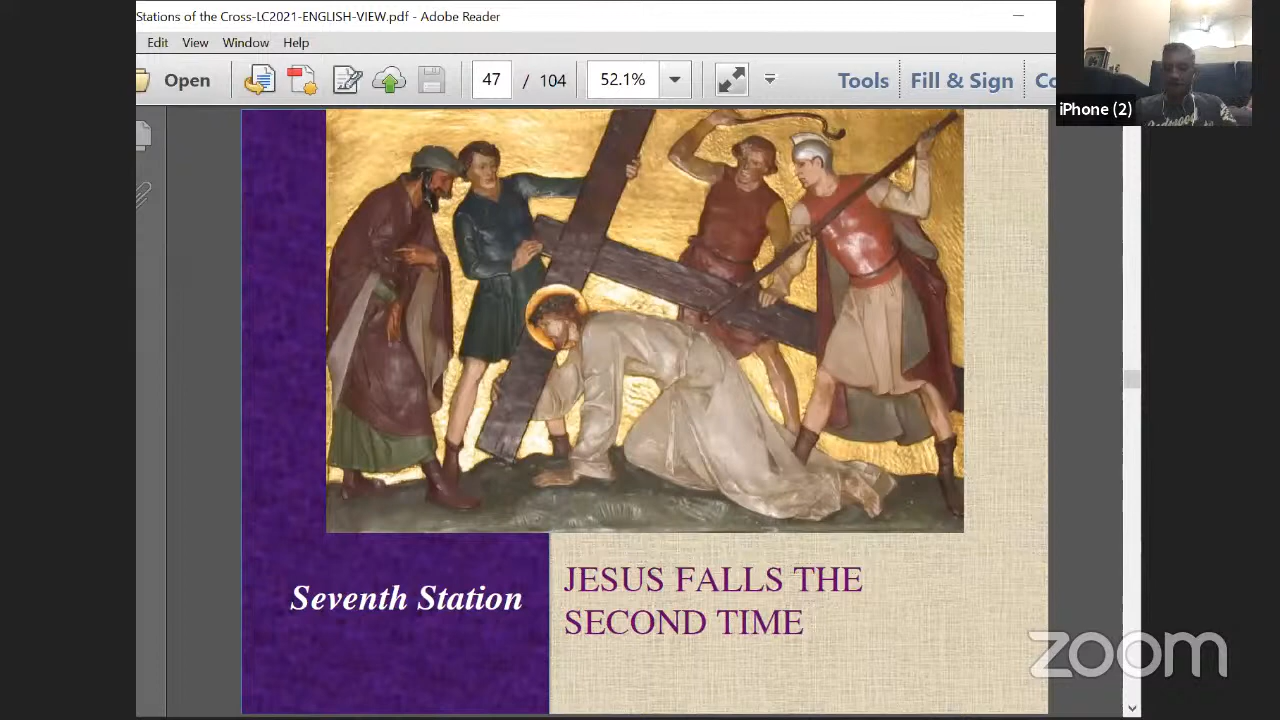 Stations of the Cross-LC2021-ENGLISH-VIEW.pdf - Adobe Reader
Edit View Window Help
Open 47 / 104 52.1% Tools Fill & Sign Co
iPhone (2)
Seventh Station
JESUS FALLS THE
SECOND TIME
zoom